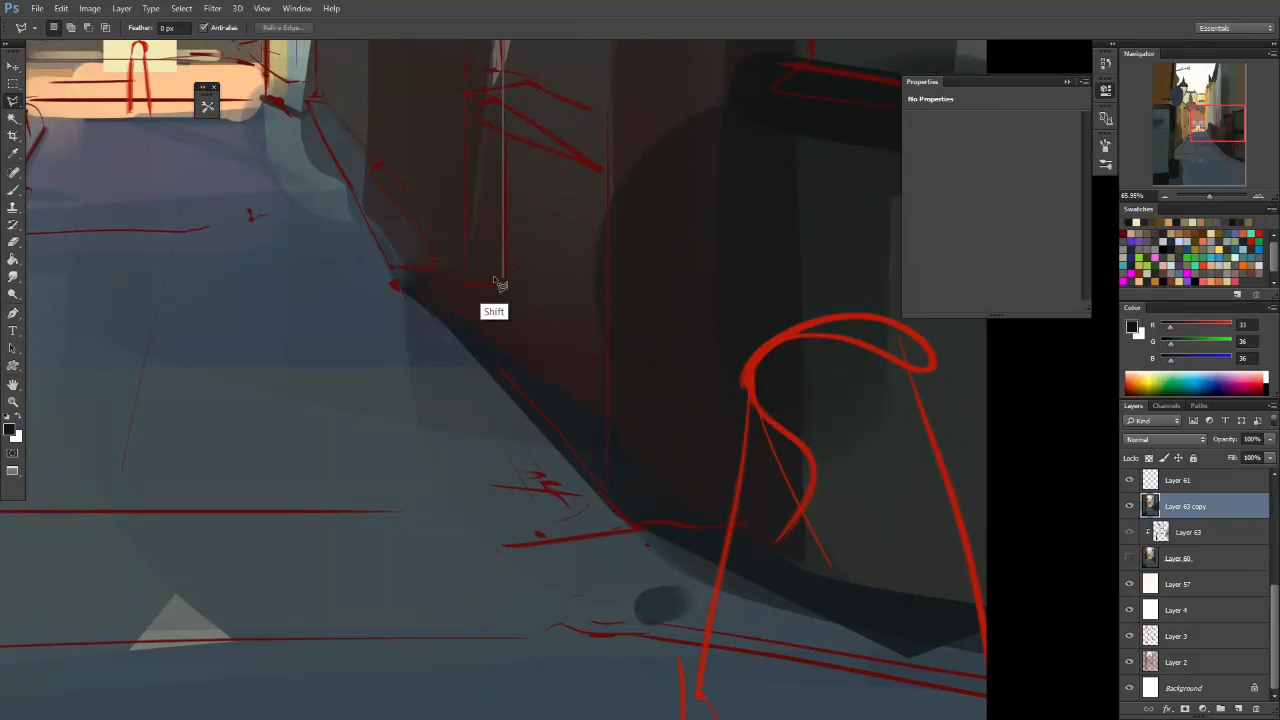 Ps File Edit Image Layer Type Select Filter 3D View Window Help
Feather: 0 px Anti-alias Refine Edge... Essentials
Navigator
Properties
No Properties
65.95%
Swatches
Shift
Color
R 33
G 36
B 36
Layers Channels Paths
Kind
Normal Opacity: 100%
Lock: Fill: 100%
Layer 61
Layer 63 copy
Layer 63
Layer 60
Layer 57
Layer 4
Layer 3
Layer 2
Background
fx